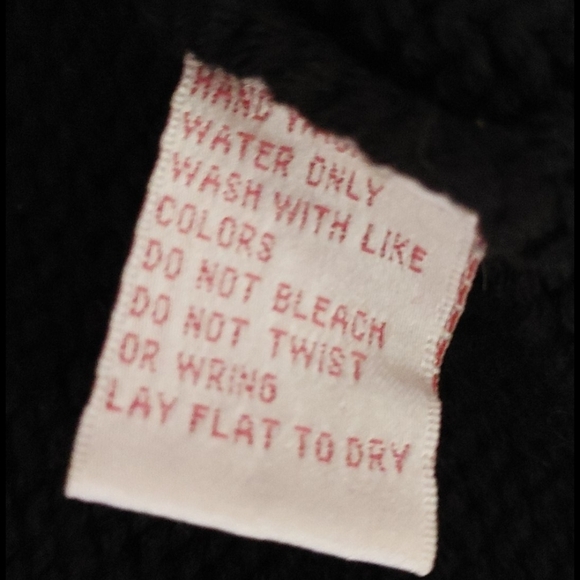 HAND
WATER ONLY
WASH WITH LIKE
COLORS
DO NOT BLEACH
DO NOT TWIST
OR WRING
LAY FLAT TO DRY